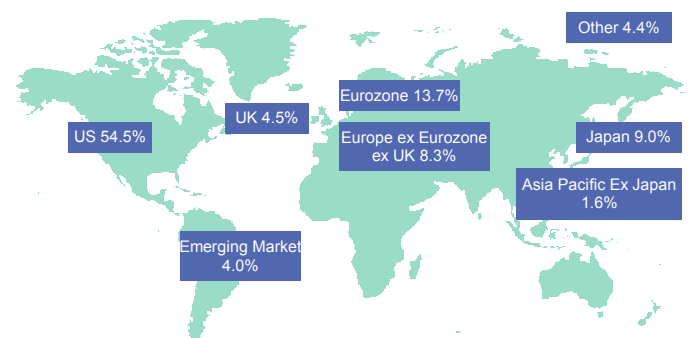 Other 4.4%
Eurozone 13.7%
UK 4.5%
US 54.5%
Europe ex Eurozone
ex UK 8.3%
Japan 9.0%
Asia Pacific Ex Japan
1.6%
Emerging Market
4.0%